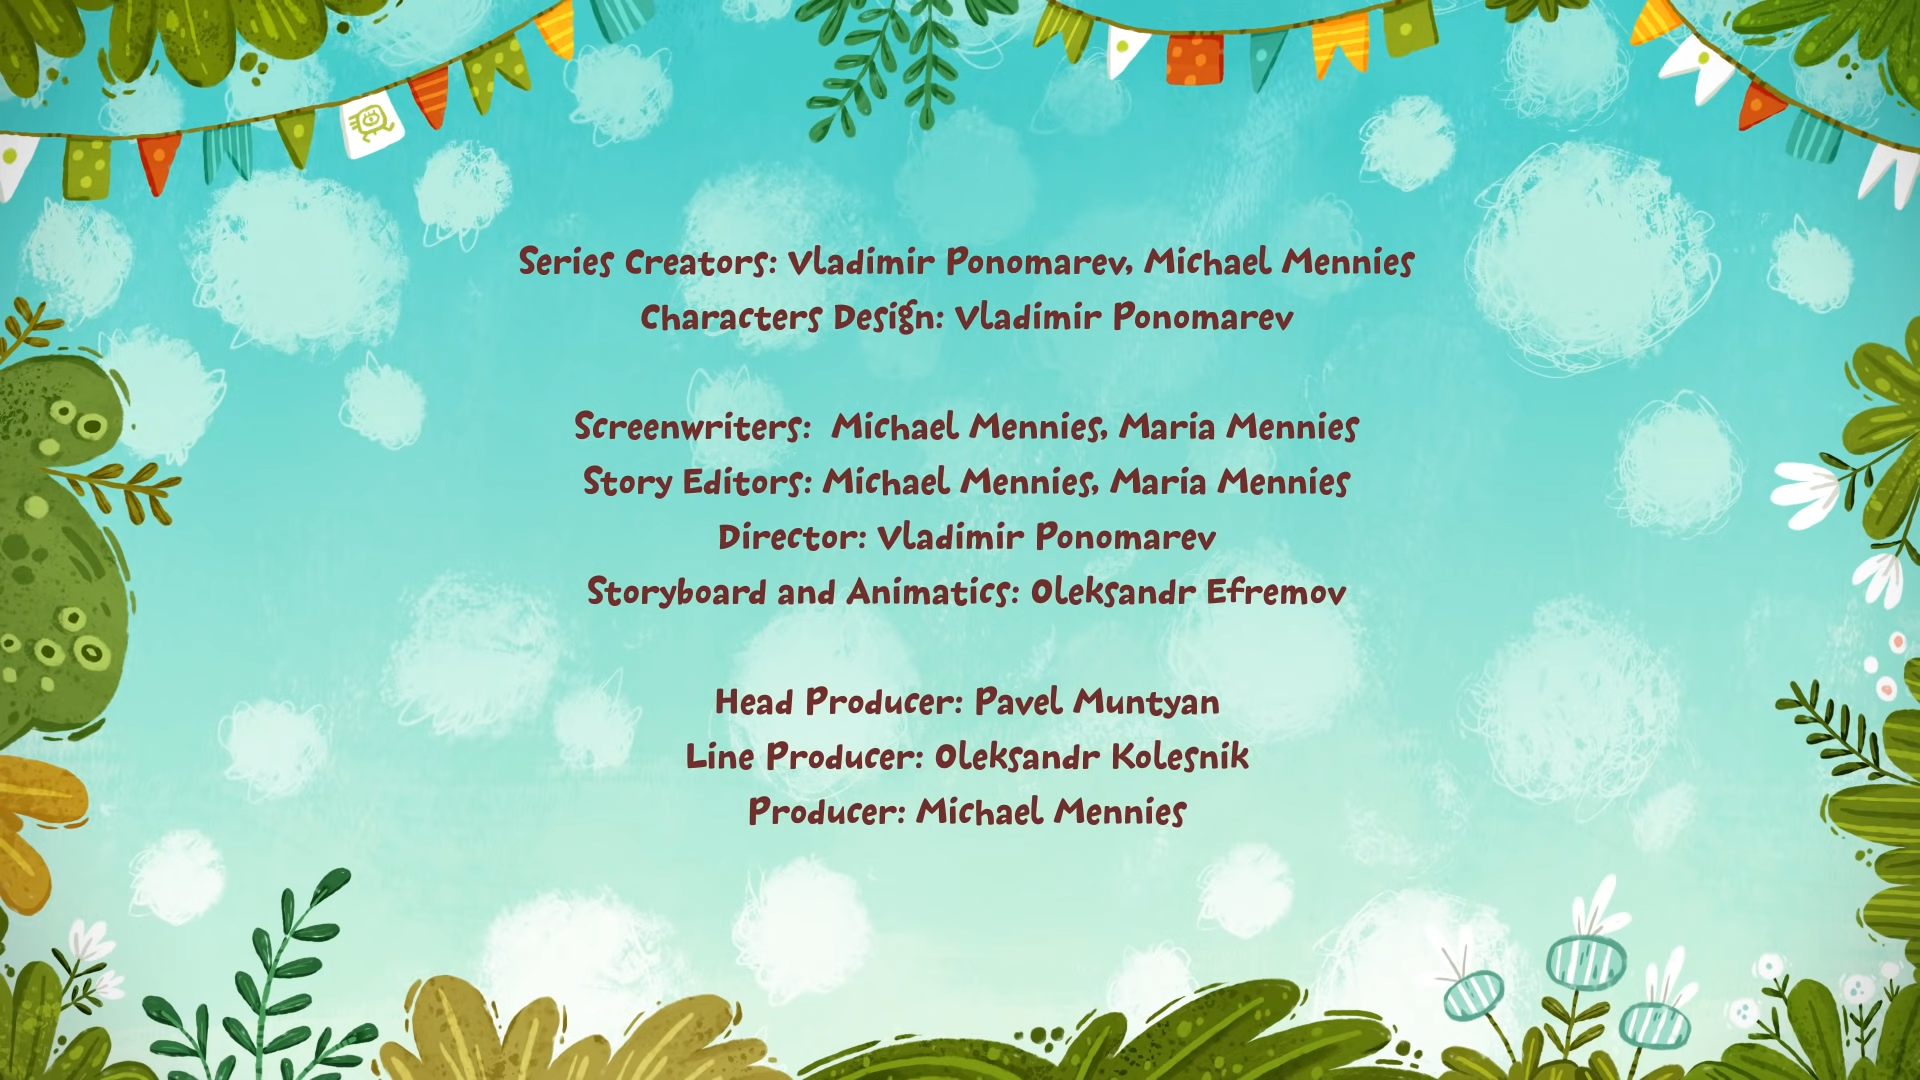 Series Creators: Vladimir Ponomarev, Michael Mennies
Characters Design: Vladimir Ponomarev
Screenwriters: Michael Mennies, Maria Mennies
Story Editors: Michael Mennies, Maria Mennies
Director: Vladimir Ponomarev
Storyboard and Animatics: Oleksandr Efremov
Head Producer: Pavel Muntyan
Line Producer: Oleksandr Kolesnik
Producer: Michael Mennies